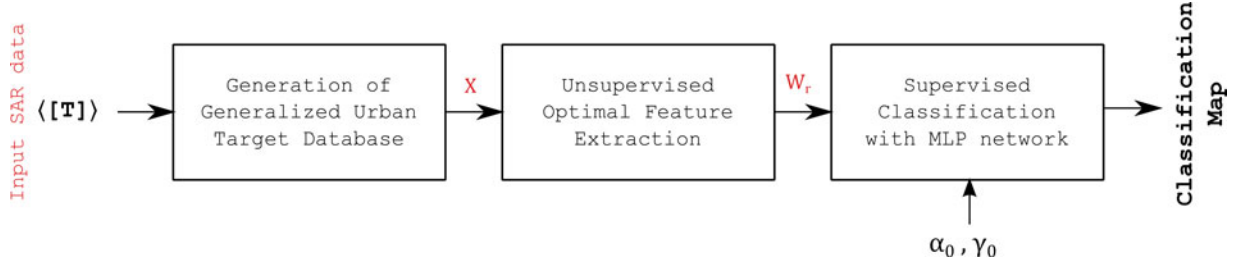 Input SAR data
⟨[T]⟩
Generation of
Generalized Urban
Target Database
X
Unsupervised
Optimal Feature
Extraction
Wr
Supervised
Classification
with MLP network
α0 , γ0
Classification
Map